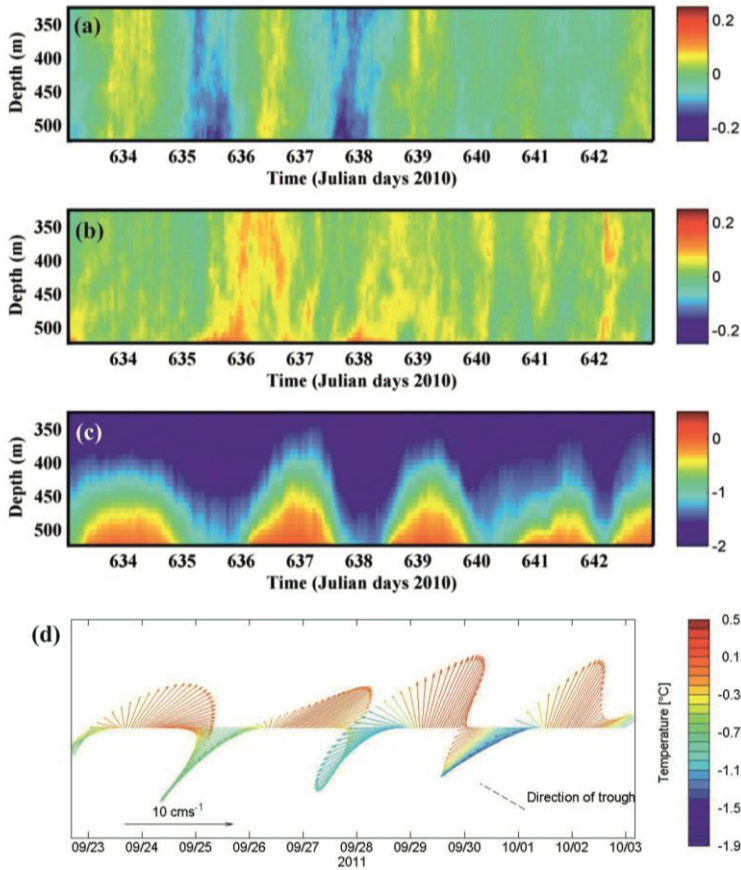 (a)
Depth (m)
350
400
450
500
634 635 636 637 638 639 640 641 642
Time (Julian days 2010)
0.2
0
-0.2
(b)
Depth (m)
350
400
450
500
634 635 636 637 638 639 640 641 642
Time (Julian days 2010)
0.2
0
-0.2
(c)
Depth (m)
350
400
450
500
634 635 636 637 638 639 640 641 642
Time (Julian days 2010)
0
-1
-2
(d)
10 cms⁻¹
Direction of trough
09/23 09/24 09/25 09/26 09/27 09/28 09/29 09/30 10/01 10/02 10/03
2011
Temperature [°C]
0.5
0.1
-0.3
-0.7
-1.1
-1.5
-1.9